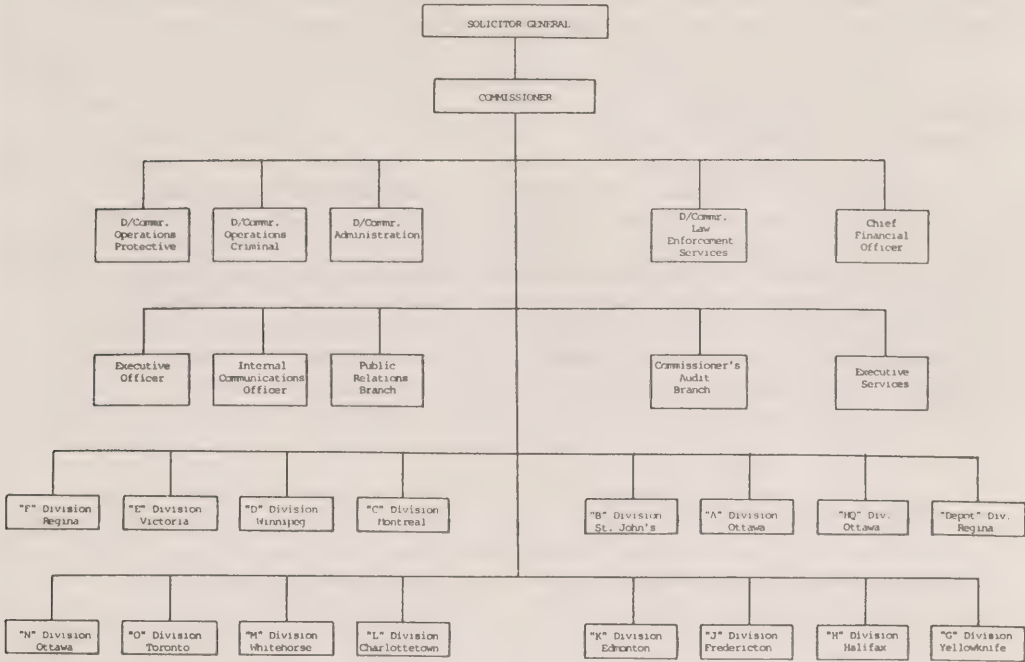 SOLICITOR GENERAL
COMMISSIONER
D/Commr.
Operations
Protective
D/Commr.
Operations
Criminal
D/Commr.
Administration
D/Commr.
Law
Enforcement
Services
Chief
Financial
Officer
Executive
Officer
Internal
Communications
Officer
Public
Relations
Branch
Commissioner's
Audit
Branch
Executive
Services
"F" Division
Regina
"E" Division
Victoria
"D" Division
Winnipeg
"C" Division
Montreal
"B" Division
St. John's
"A" Division
Ottawa
"HQ" Div.
Ottawa
"Depot" Div.
Regina
"N" Division
Ottawa
"O" Division
Toronto
"M" Division
Whitehorse
"L" Division
Charlottetown
"K" Division
Edmonton
"J" Division
Fredericton
"H" Division
Halifax
"G" Division
Yellowknife